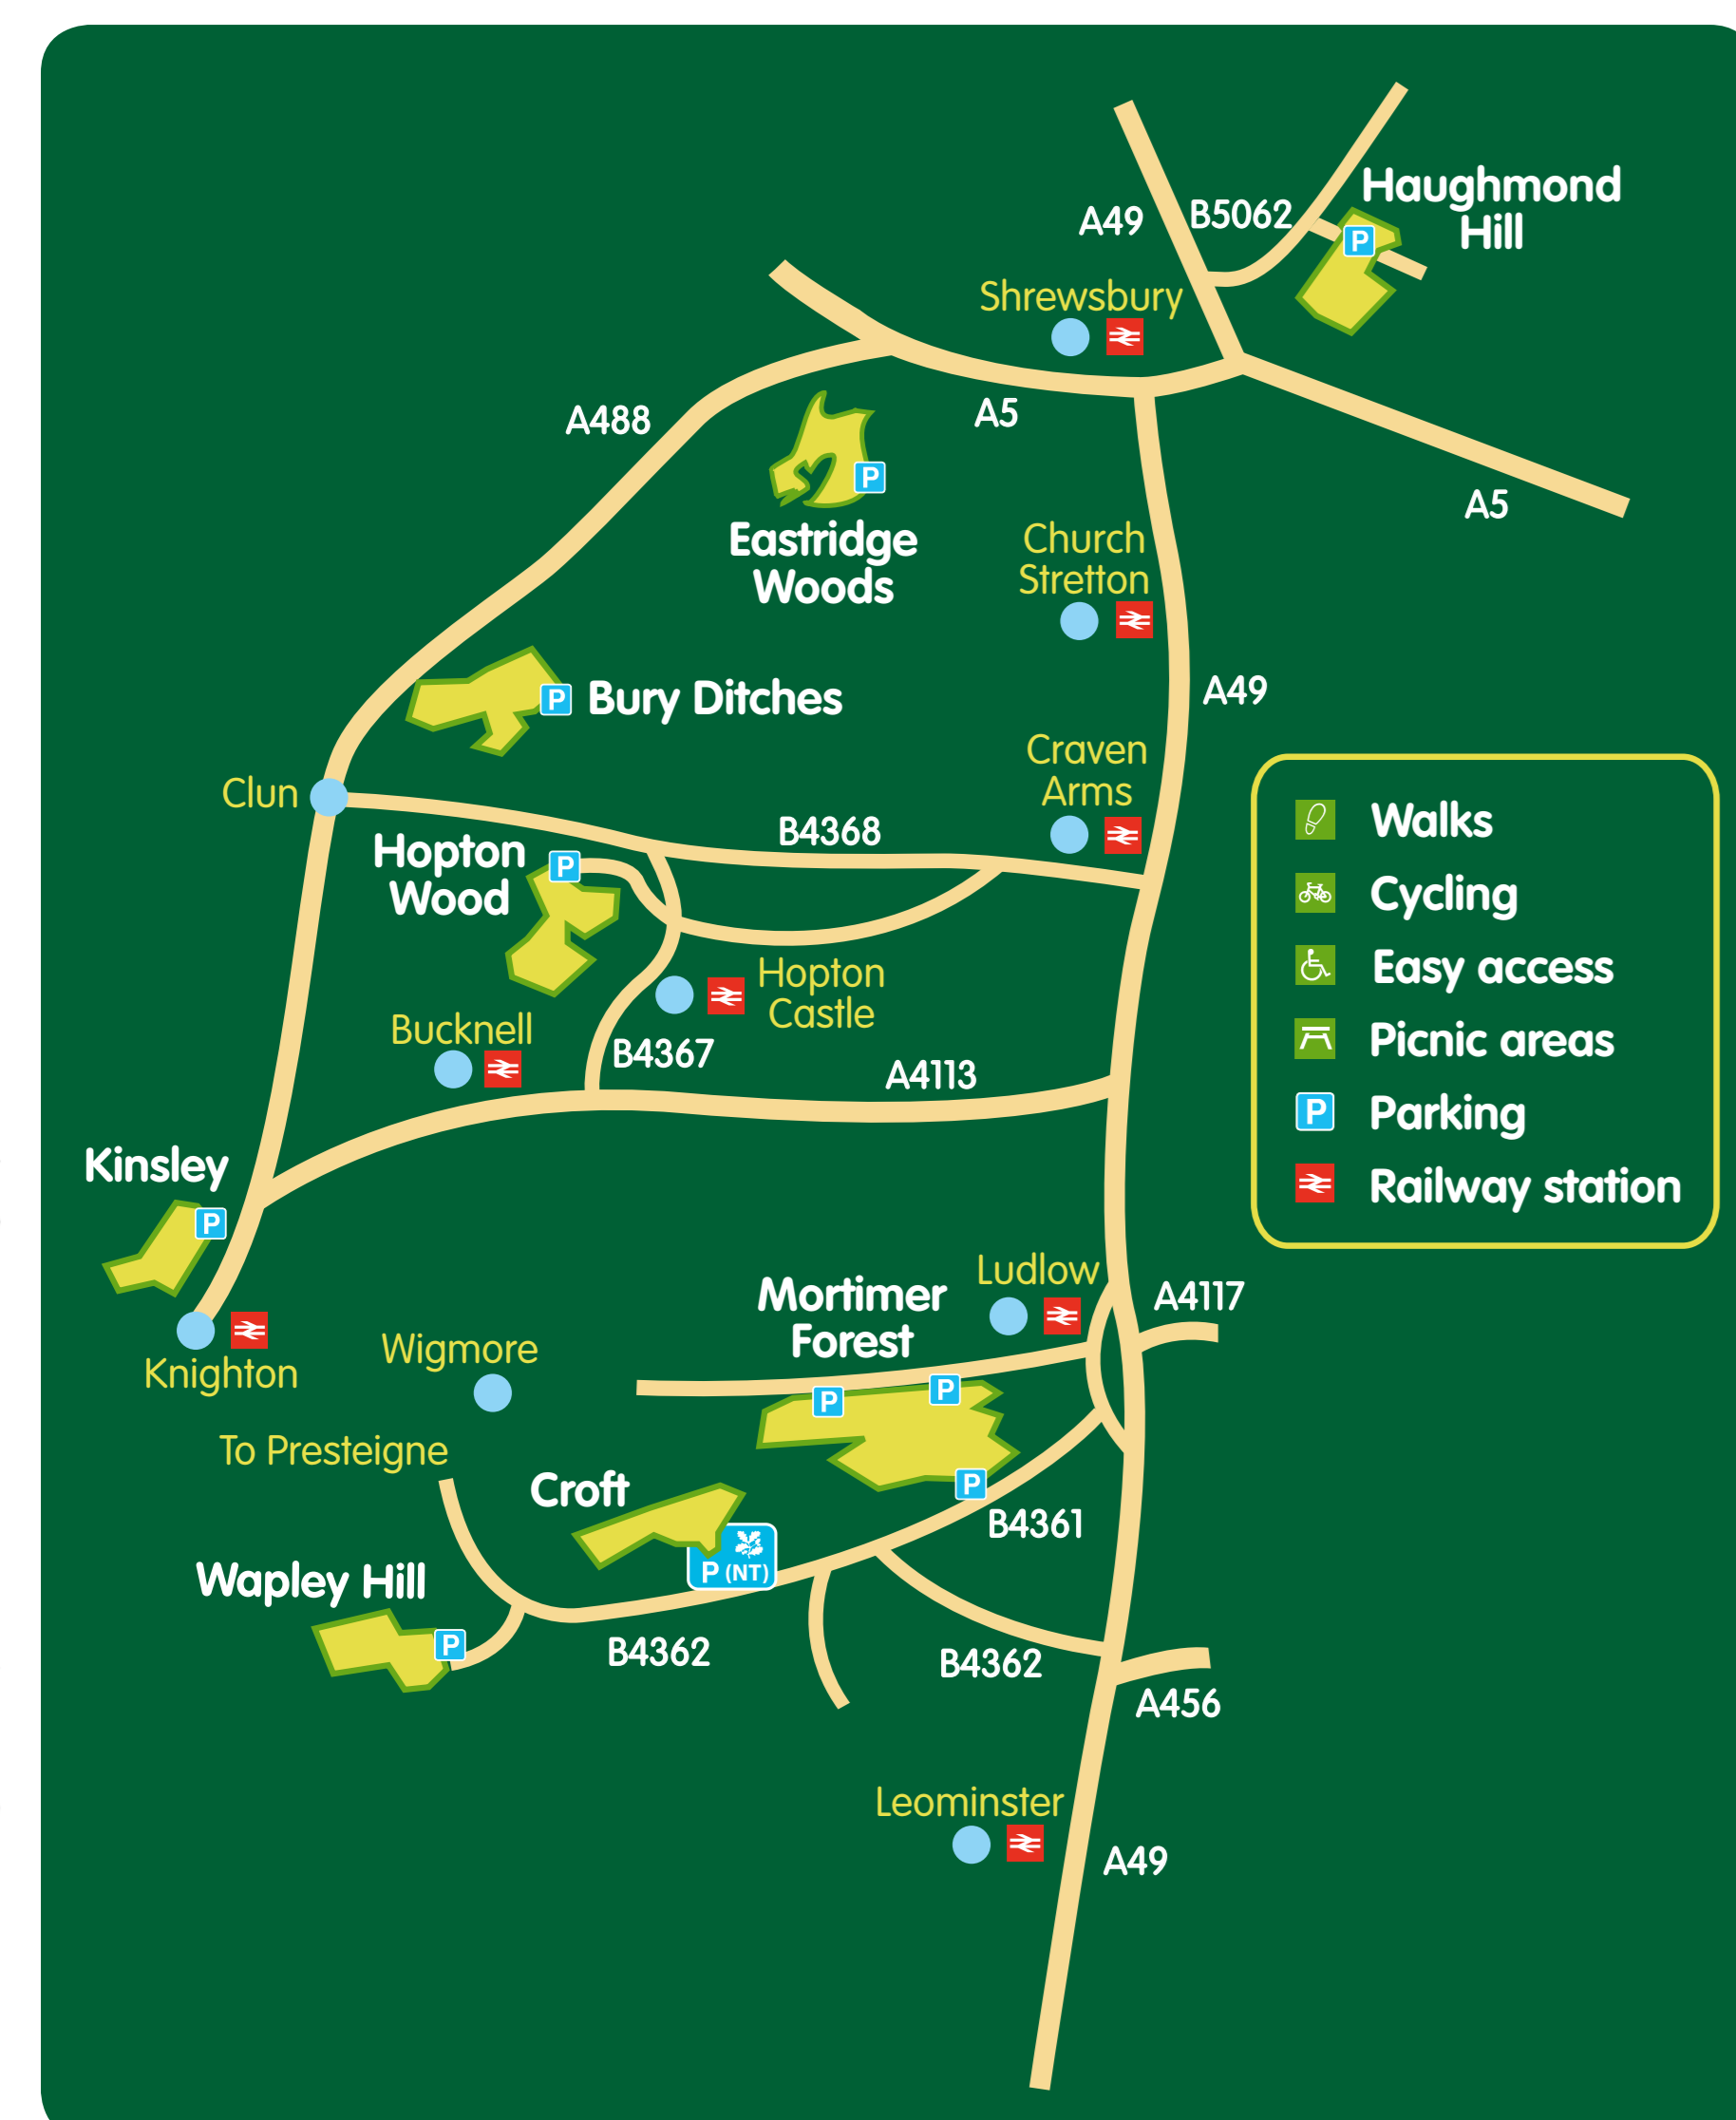 Haughmond
Hill
A49
B5062
P
Shrewsbury
A488
A5
P
A5
Eastridge
Woods
Church
Stretton
P
Bury Ditches
A49
Craven
Arms
Clun
B4368
Hopton
Wood
P
Walks
Cycling
Easy access
Picnic areas
P
Parking
Railway station
Hopton
Castle
Bucknell
B4367
A4113
Kinsley
P
Knighton
Ludlow
A4117
Mortimer
Forest
P
P
P
Wigmore
To Presteigne
Croft
P (NT)
B4361
Wapley Hill
P
B4362
B4362
A456
Leominster
A49